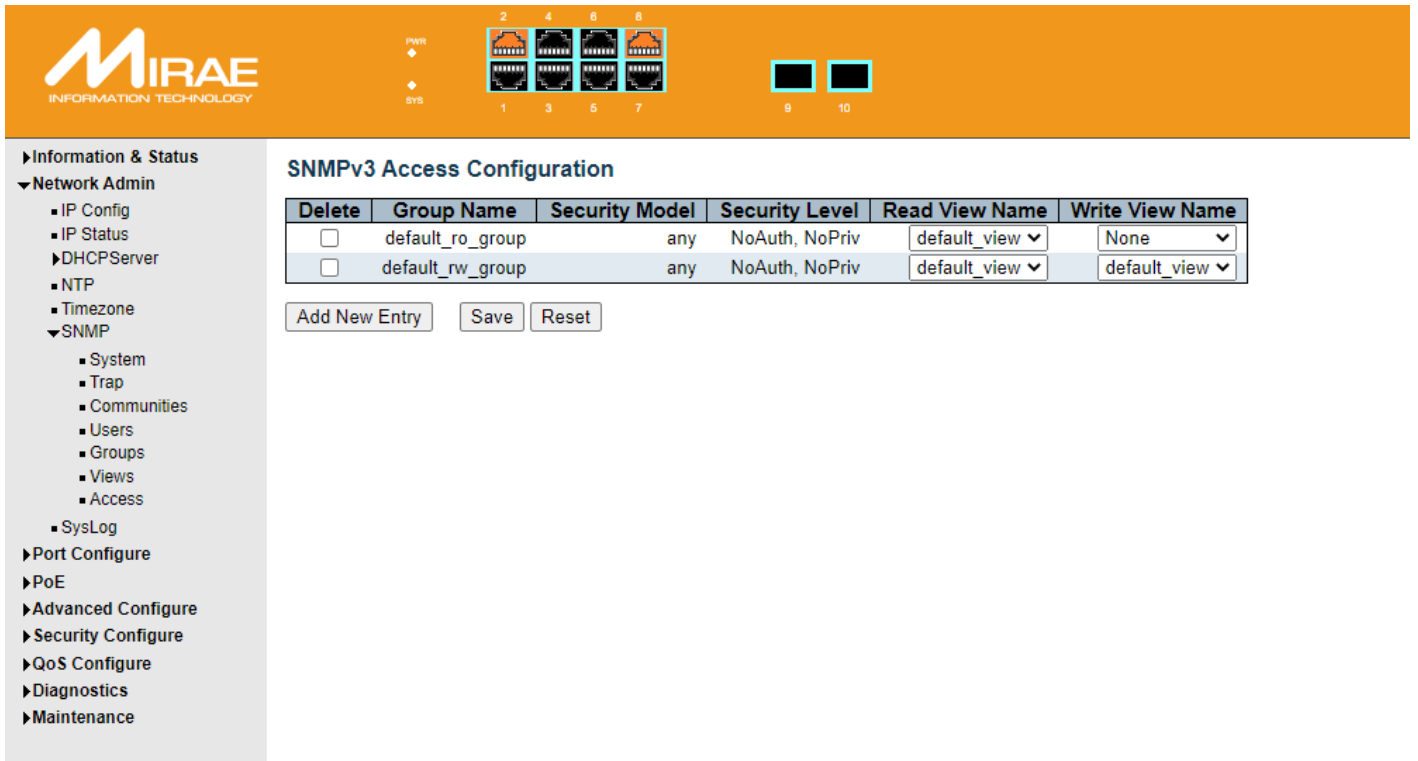 2 4 6 8
PWR
MIRAE
INFORMATION TECHNOLOGY
SYS
1 3 5 7
9 10
Information & Status
Network Admin
IP Config
IP Status
DHCPServer
NTP
Timezone
SNMP
System
Trap
Communities
Users
Groups
Views
Access
SysLog
Port Configure
PoE
Advanced Configure
Security Configure
QoS Configure
Diagnostics
Maintenance
SNMPv3 Access Configuration
Delete Group Name Security Model Security Level Read View Name Write View Name
default_ro_group any NoAuth, NoPriv default_view None
default_rw_group any NoAuth, NoPriv default_view default_view
Add New Entry Save Reset